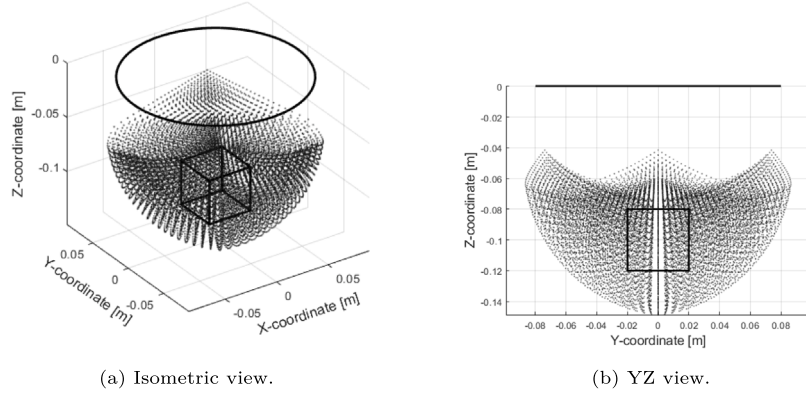 0
-0.05
-0.1
Z-coordinate [m]
0.05
0
-0.05
Y-coordinate [m]
-0.05
0
0.05
X-coordinate [m]
(a) Isometric view.
0
-0.02
-0.04
-0.06
-0.08
-0.1
-0.12
-0.14
Z-coordinate [m]
-0.08 -0.06 -0.04 -0.02 0 0.02 0.04 0.06 0.08
Y-coordinate [m]
(b) YZ view.